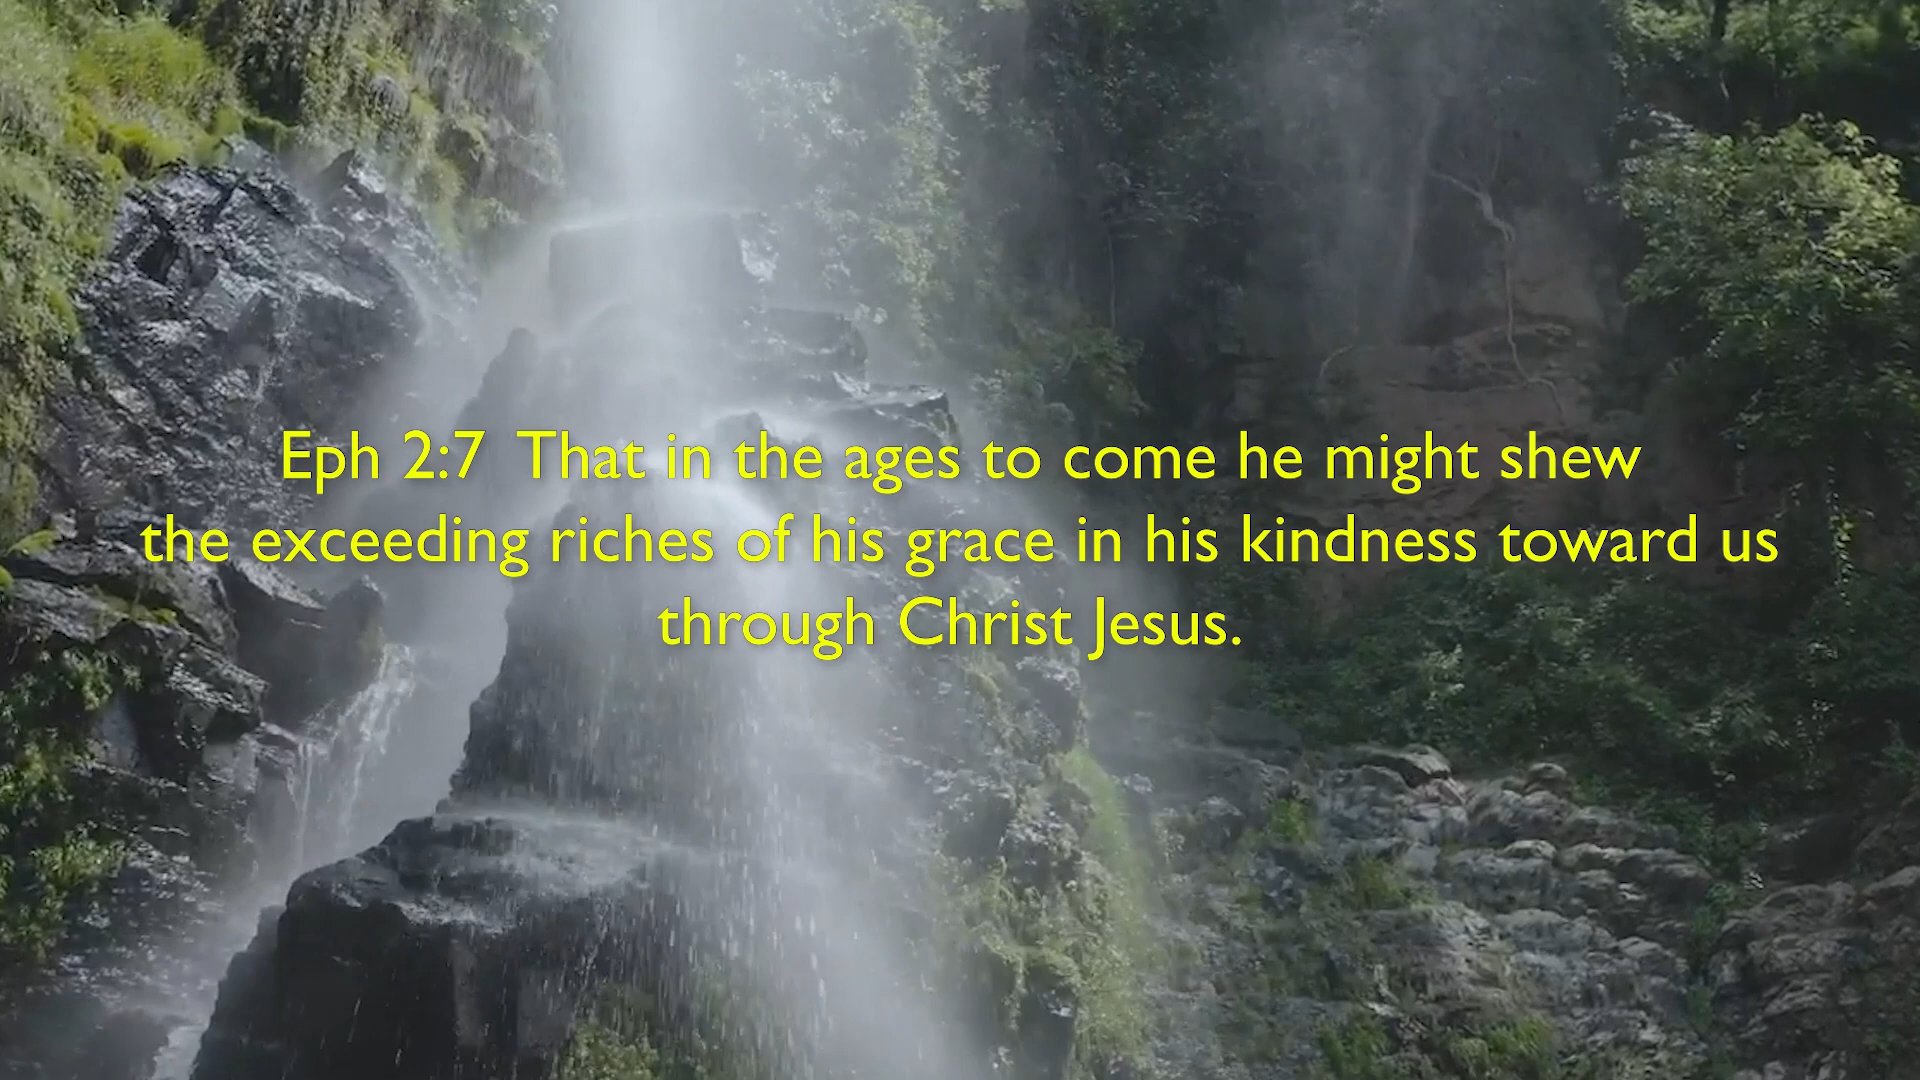 Eph 2:7  That in the ages to come he might shew
the exceeding riches of his grace in his kindness toward us
through Christ Jesus.